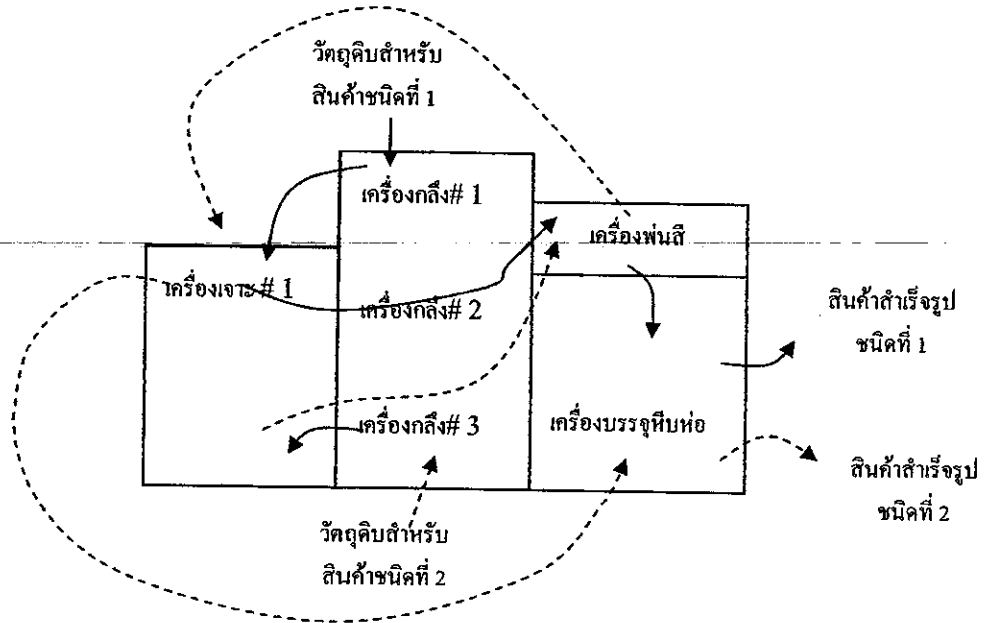 วัตถุดิบสำหรับ
สินค้าชนิดที่ 1
เครื่องกลึง# 1
เครื่องพ่นสี
เครื่องเจาะ# 1
เครื่องกลึง# 2
สินค้าสำเร็จรูป
ชนิดที่ 1
เครื่องกลึง# 3
เครื่องบรรจุหีบห่อ
สินค้าสำเร็จรูป
ชนิดที่ 2
วัตถุดิบสำหรับ
สินค้าชนิดที่ 2